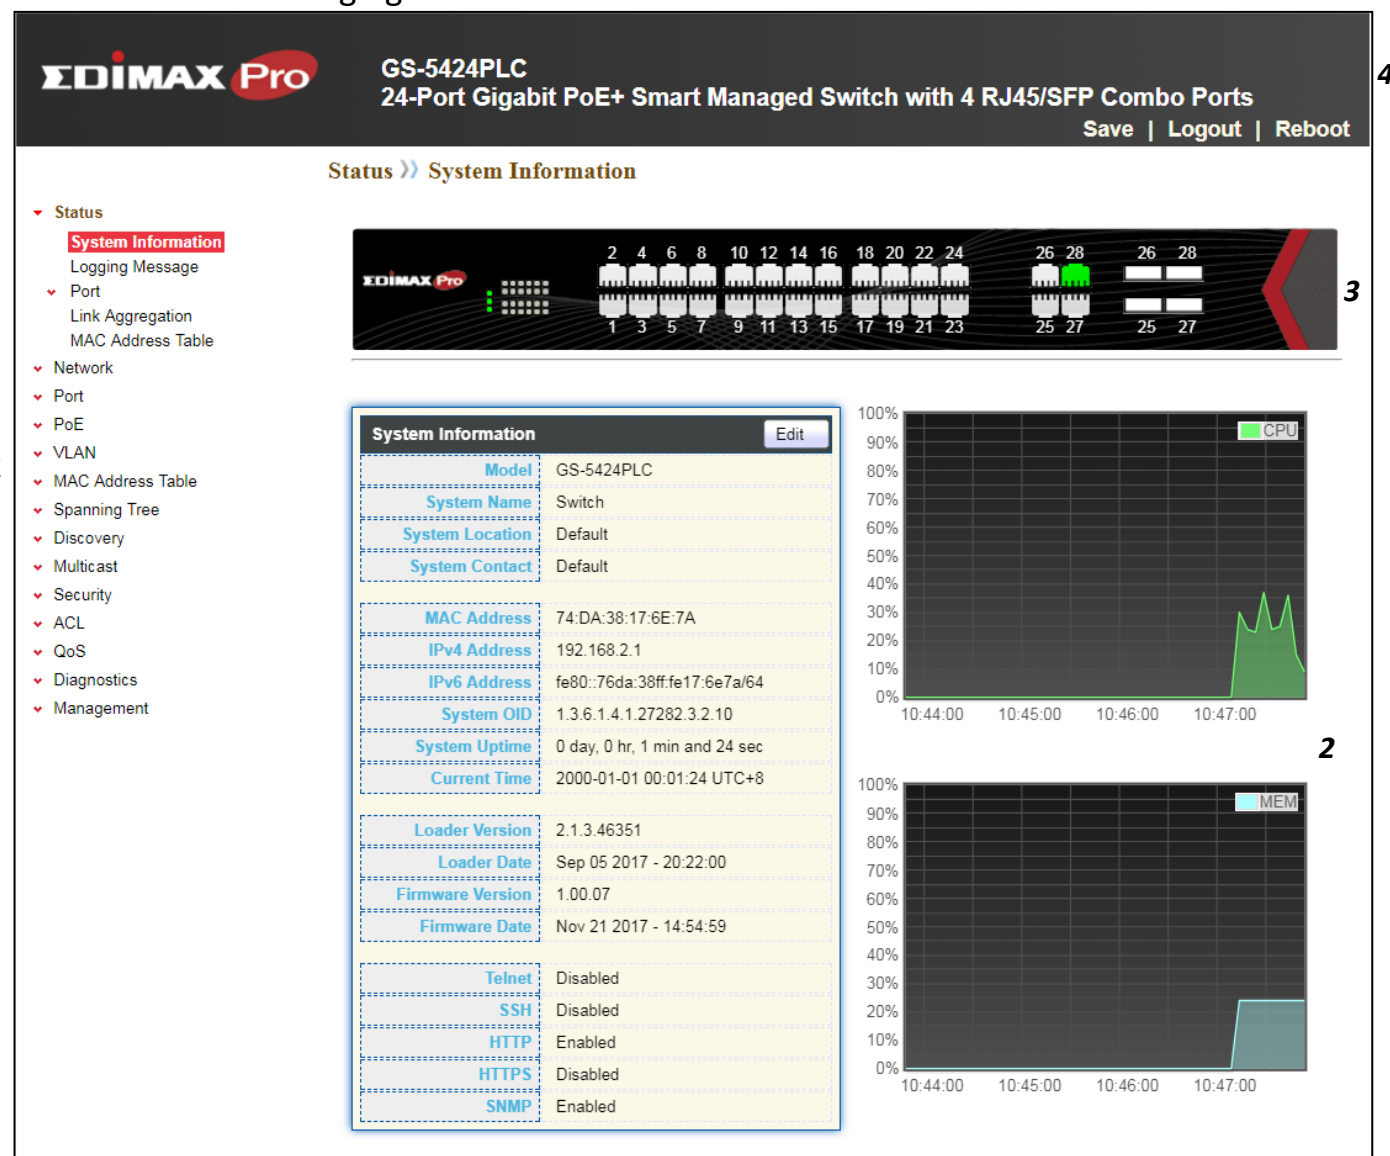 EDIMAX Pro
GS-5424PLC
24-Port Gigabit PoE+ Smart Managed Switch with 4 RJ45/SFP Combo Ports
4
Save | Logout | Reboot
Status 》 System Information
Status
System Information
Logging Message
Port
Link Aggregation
MAC Address Table
Network
Port
PoE
VLAN
MAC Address Table
Spanning Tree
Discovery
Multicast
Security
ACL
QoS
Diagnostics
Management
2 4 6 8 10 12 14 16 18 20 22 24 26 28 26 28
EDIMAX Pro
3
1 3 5 7 9 11 13 15 17 19 21 23 25 27 25 27
System Information Edit
Model GS-5424PLC
System Name Switch
System Location Default
System Contact Default
MAC Address 74:DA:38:17:6E:7A
IPv4 Address 192.168.2.1
IPv6 Address fe80::76da:38ff:fe17:6e7a/64
System OID 1.3.6.1.4.1.27282.3.2.10
System Uptime 0 day, 0 hr, 1 min and 24 sec
Current Time 2000-01-01 00:01:24 UTC+8
Loader Version 2.1.3.46351
Loader Date Sep 05 2017 - 20:22:00
Firmware Version 1.00.07
Firmware Date Nov 21 2017 - 14:54:59
Telnet Disabled
SSH Disabled
HTTP Enabled
HTTPS Disabled
SNMP Enabled
100%
CPU
90%
80%
70%
60%
50%
40%
30%
20%
10%
0%
10:44:00 10:45:00 10:46:00 10:47:00
2
100%
MEM
90%
80%
70%
60%
50%
40%
30%
20%
10%
0%
10:44:00 10:45:00 10:46:00 10:47:00